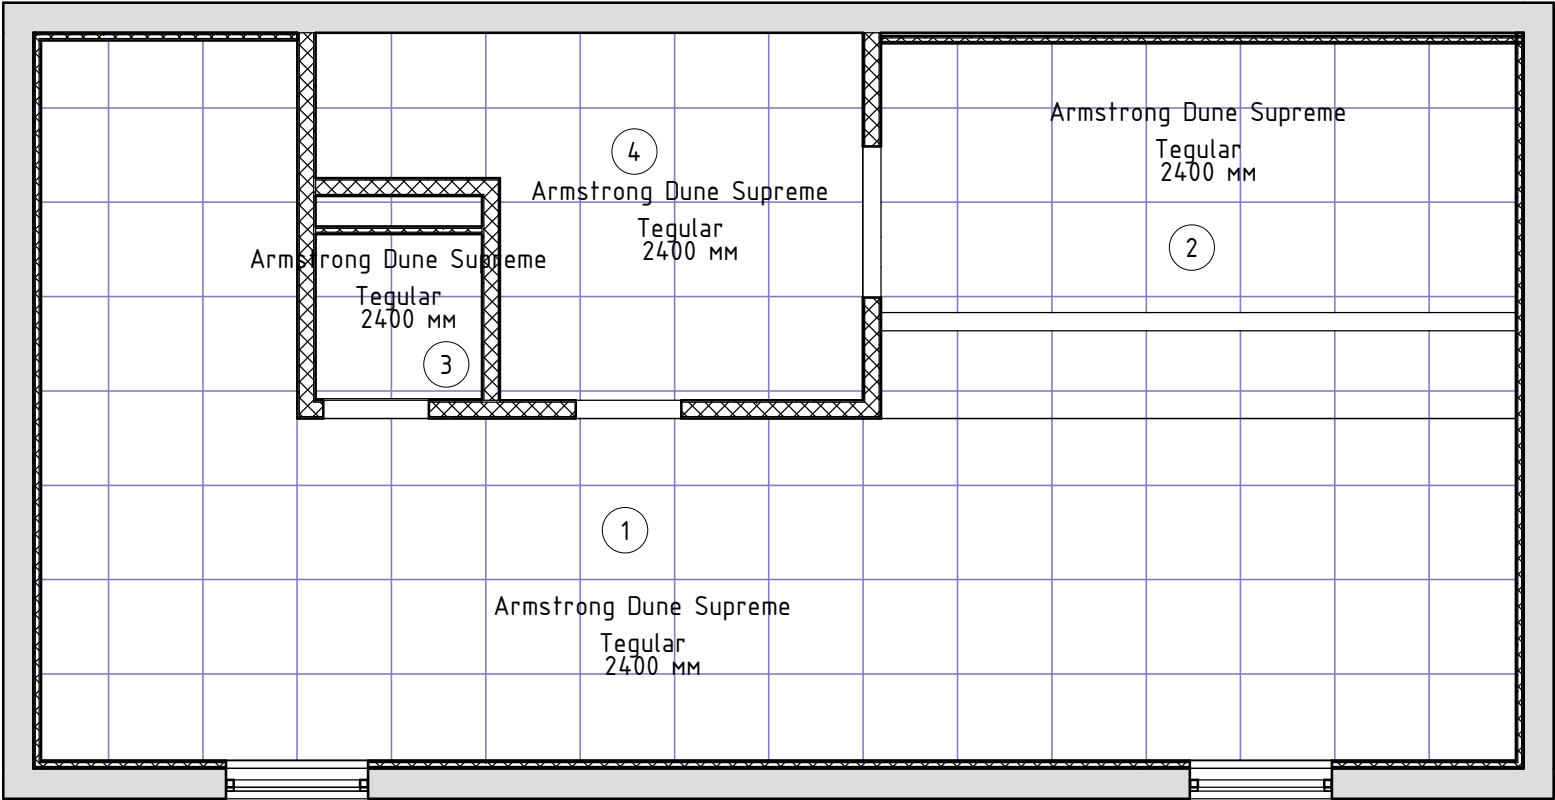 Armstrong Dune Supreme
Tegular
2400 мм
2
4
Armstrong Dune Supreme
Tegular
2400 мм
Armstrong Dune Supreme
Tegular
2400 мм
3
1
Armstrong Dune Supreme
Tegular
2400 мм